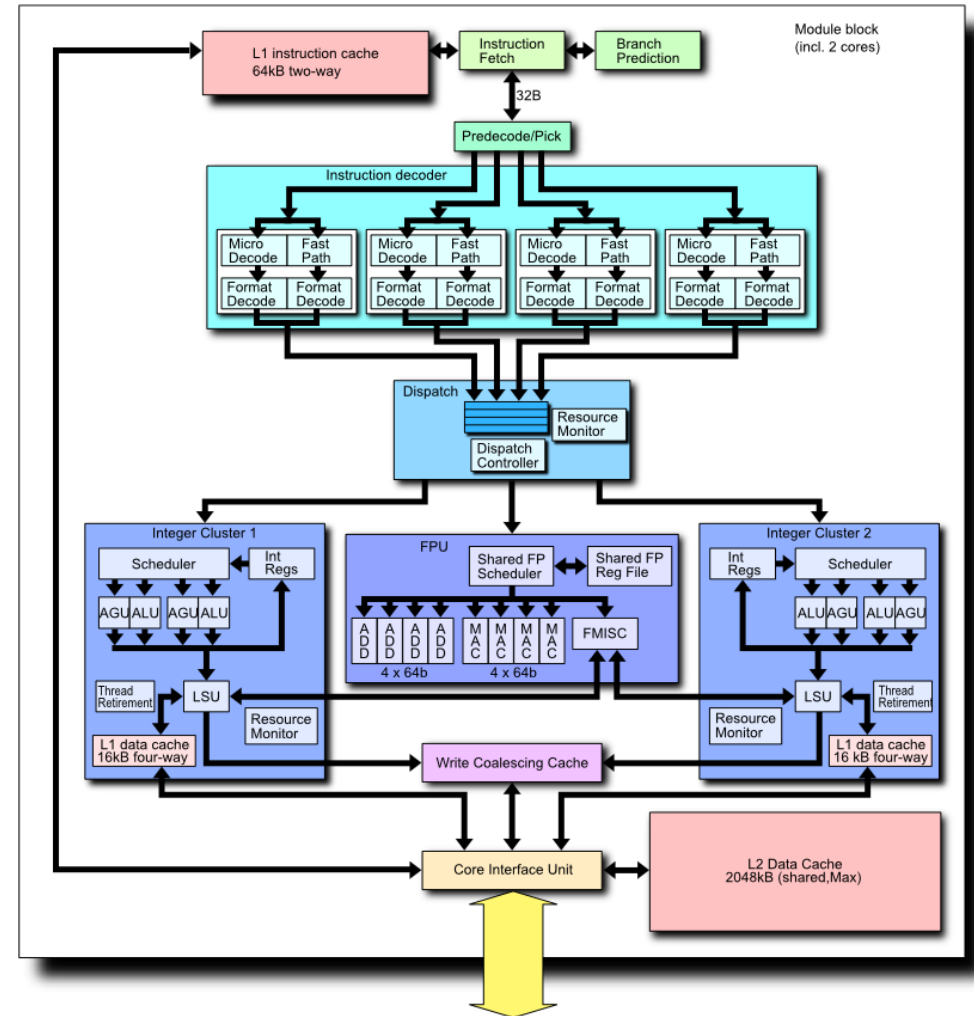 Module block
(incl. 2 cores)
L1 instruction cache
64kB two-way
Instruction
Fetch
Branch
Prediction
32B
Predecode/Pick
Instruction decoder
Micro
Decode
Fast
Path
Format
Decode
Format
Decode
Micro
Decode
Fast
Path
Format
Decode
Format
Decode
Micro
Decode
Fast
Path
Format
Decode
Format
Decode
Micro
Decode
Fast
Path
Format
Decode
Format
Decode
Dispatch
Resource
Monitor
Dispatch
Controller
Integer Cluster 1
Scheduler
Int
Regs
AGU
ALU
AGU
ALU
Thread
Retirement
LSU
Resource
Monitor
L1 data cache
16kB four-way
FPU
Shared FP
Scheduler
Shared FP
Reg File
ADD
ADD
ADD
ADD
4 x 64b
MAC
MAC
MAC
MAC
4 x 64b
FMISC
Integer Cluster 2
Int
Regs
Scheduler
ALU
AGU
ALU
AGU
LSU
Thread
Retirement
Resource
Monitor
L1 data cache
16 kB four-way
Write Coalescing Cache
Core Interface Unit
L2 Data Cache
2048kB (shared,Max)